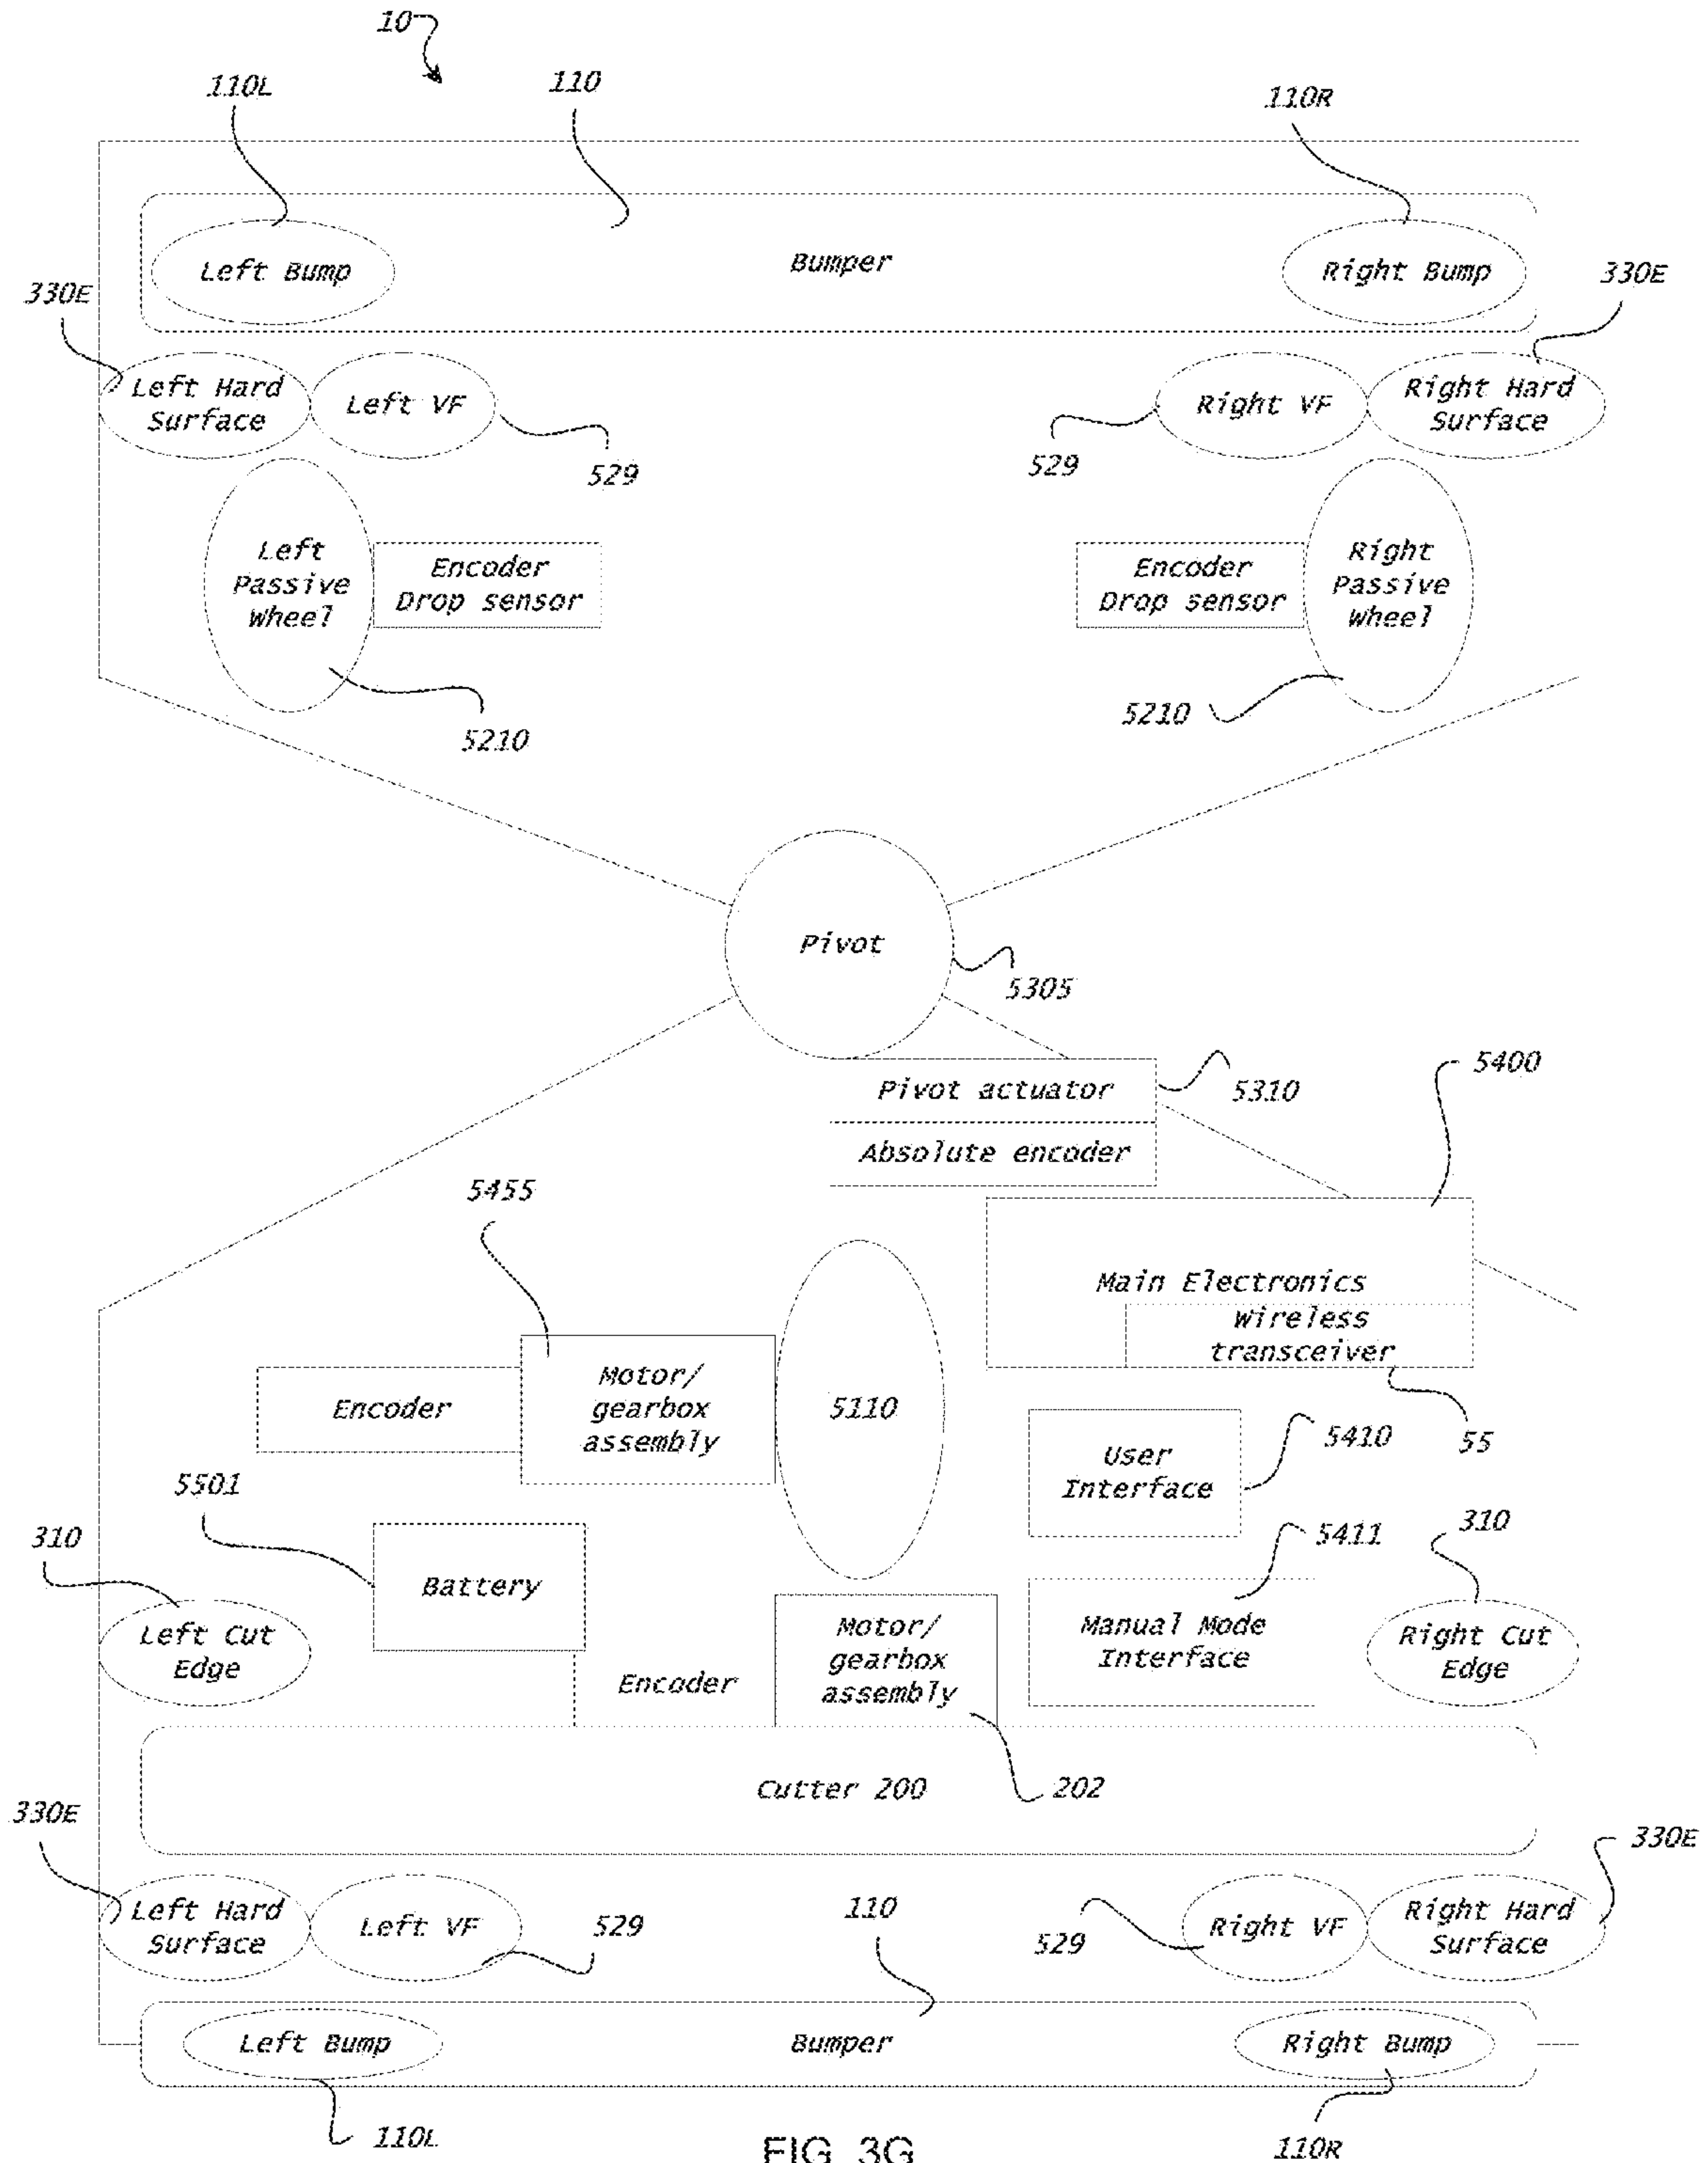 10
110L
110
110R
Left Bump
Bumper
Right Bump
330E
330E
Left Hard
Surface
Left VF
Right VF
Right Hard
Surface
529
529
Left
Passive
Wheel
Encoder
Drop sensor
Encoder
Drop sensor
Right
Passive
Wheel
5210
5210
Pivot
5305
Pivot actuator
5310
5400
Absolute encoder
5455
Main Electronics
Wireless
transceiver
Encoder
Motor/
gearbox
assembly
5110
User
Interface
5410
55
5501
310
Battery
5411
310
Left Cut
Edge
Encoder
Motor/
gearbox
assembly
Manual Mode
Interface
Right Cut
Edge
Cutter 200
202
330E
330E
Left Hard
Surface
Left VF
529
110
529
Right VF
Right Hard
Surface
Left Bump
Bumper
Right Bump
110L
110R
FIG. 3G